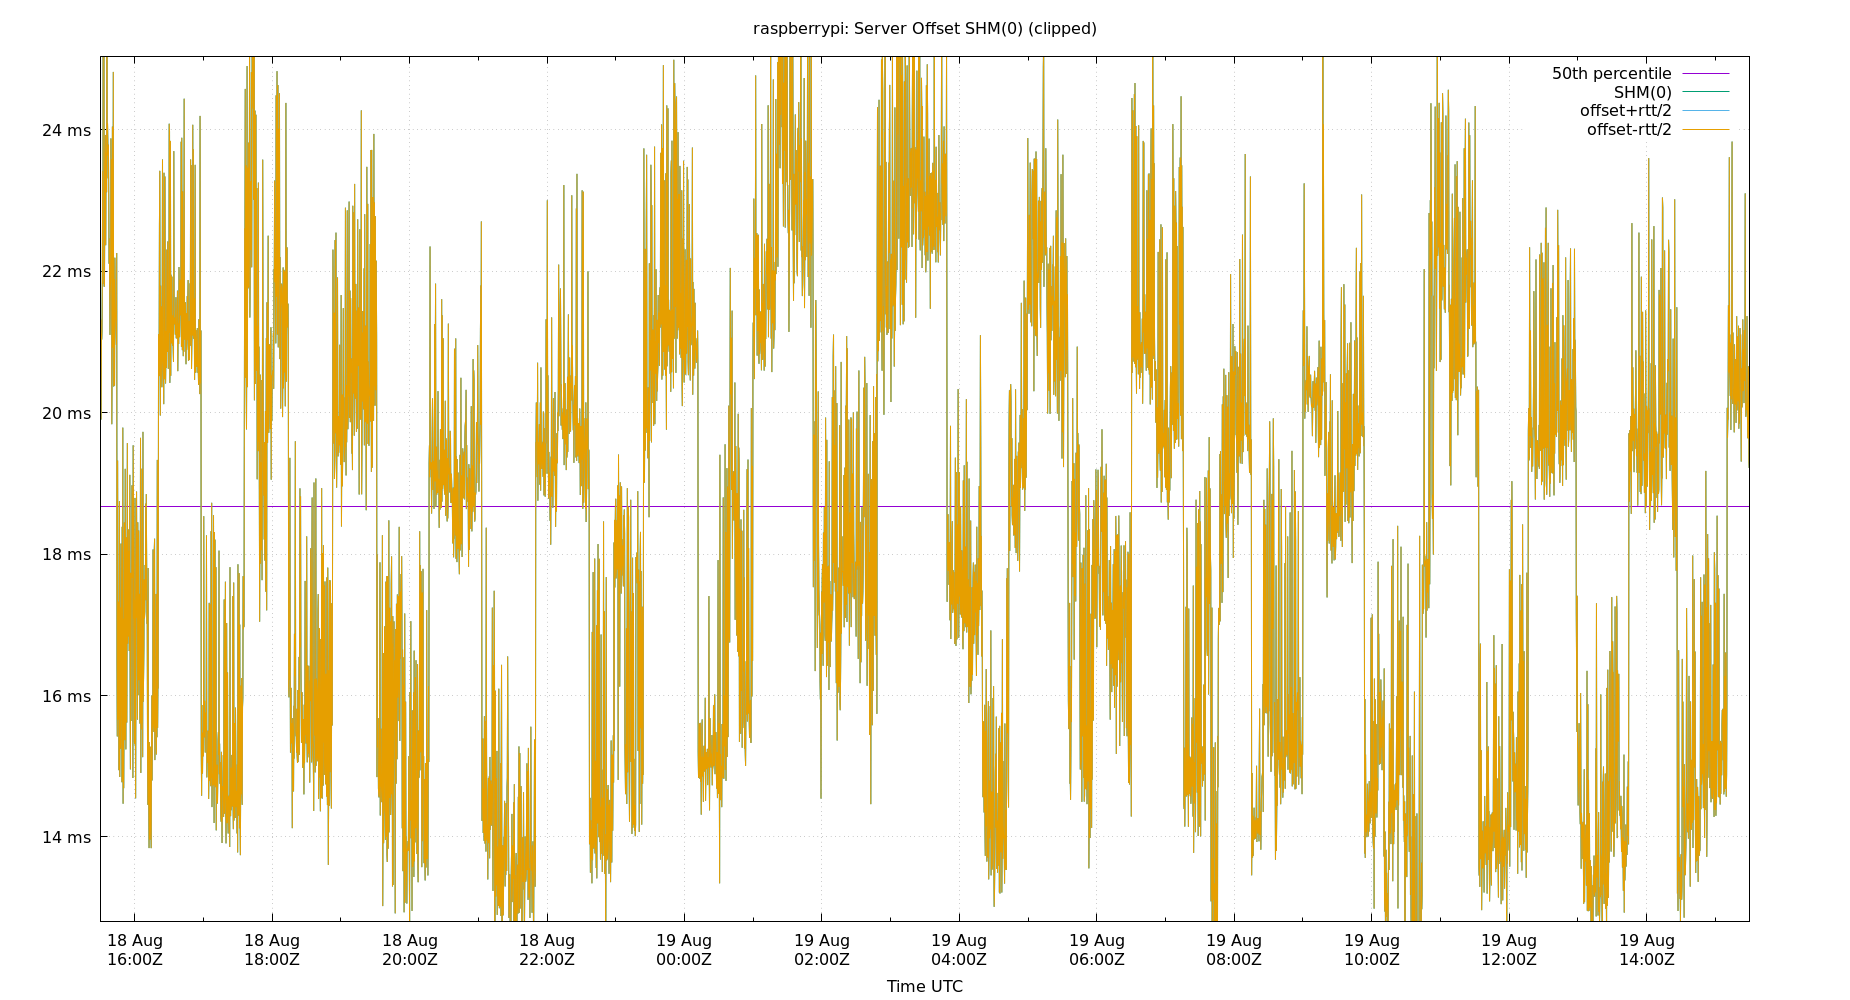 raspberrypi: Server Offset SHM(0) (clipped)
50th percentile
SHM(0)
offset+rtt/2
offset-rtt/2
24 ms
22 ms
20 ms
18 ms
16 ms
14 ms
18 Aug 18 Aug 18 Aug 18 Aug 19 Aug 19 Aug 19 Aug 19 Aug 19 Aug 19 Aug 19 Aug 19 Aug
16:00Z 18:00Z 20:00Z 22:00Z 00:00Z 02:00Z 04:00Z 06:00Z 08:00Z 10:00Z 12:00Z 14:00Z
Time UTC